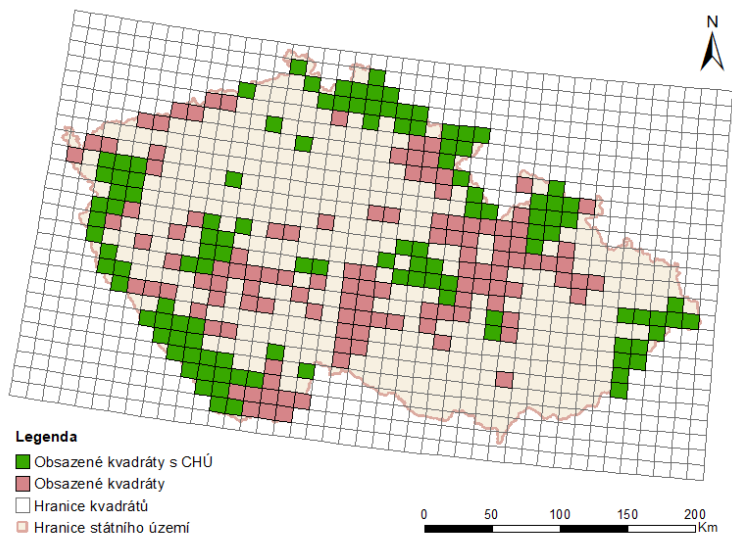 N
Legenda
Obsazené kvadráty s CHÚ
Obsazené kvadráty
Hranice kvadrátů
Hranice státního území
0 50 100 150 200
Km